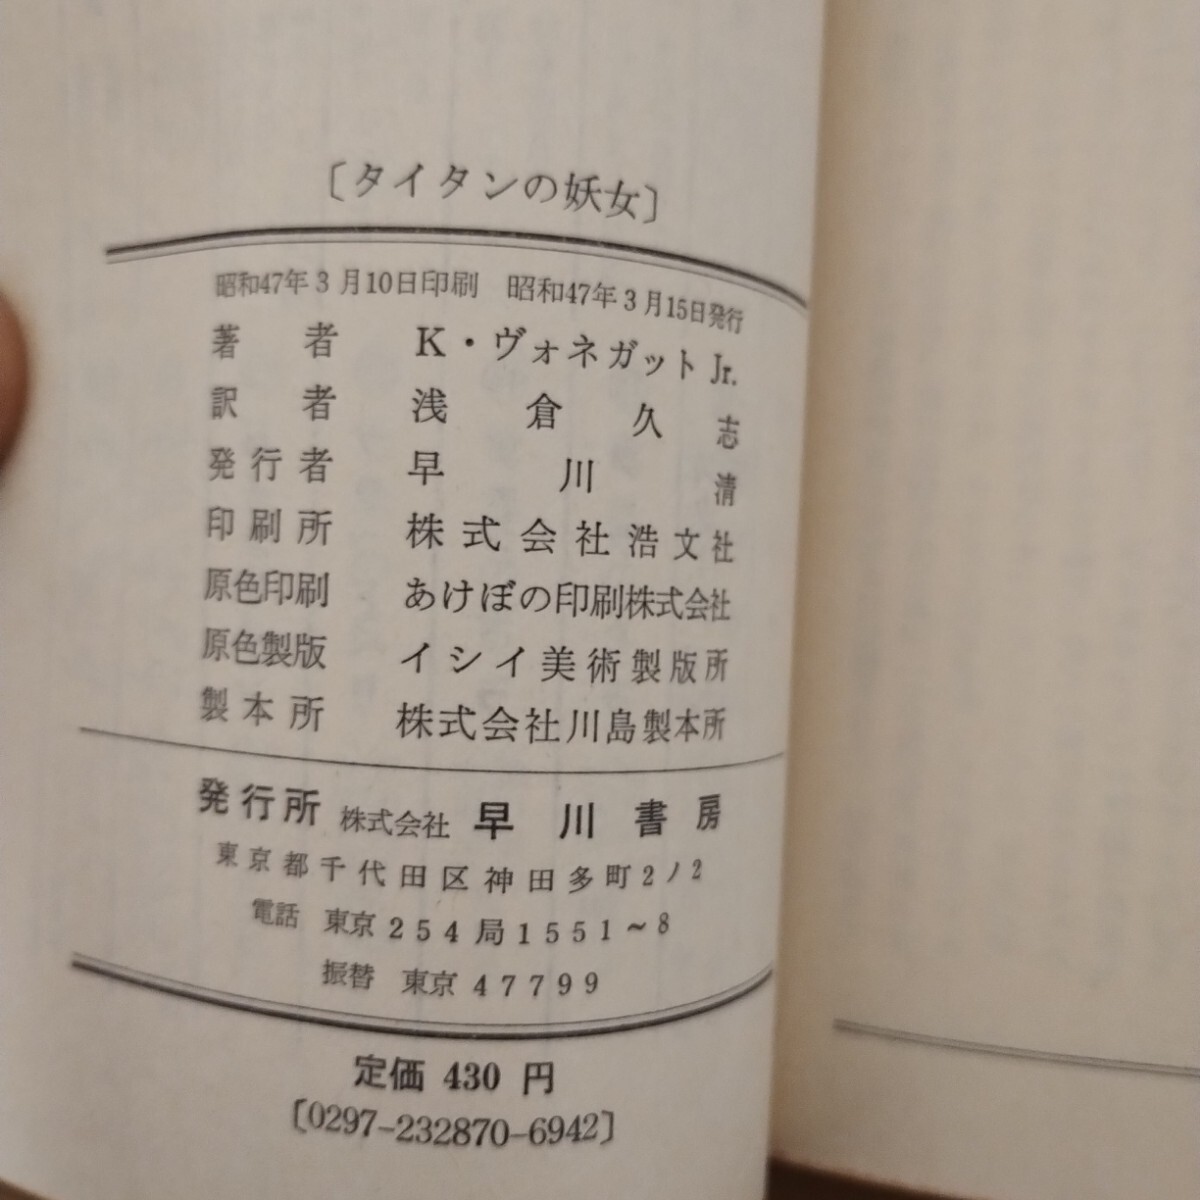 〔タイタンの妖女〕
昭和47年3月10日印刷 昭和47年3月15日発行
著者 K・ヴォネガット Jr.
訳者 浅倉久志
発行者 早川清
印刷所 株式会社浩文社
原色印刷 あけぼの印刷株式会社
原色製版 イシイ美術製版所
製本所 株式会社川島製本所
発行所 株式会社 早川書房
東京都千代田区神田多町2ノ2
電話 東京254局1551~8
振替 東京47799
定価 430 円
〔0297-232870-6942〕